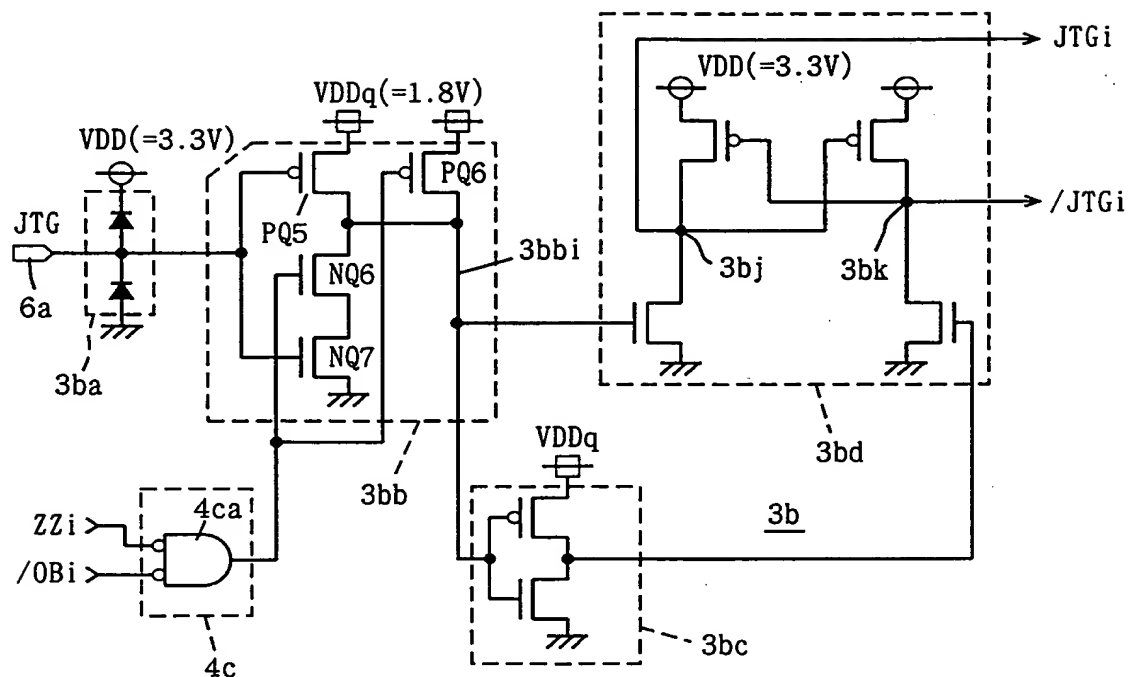 JTGi
VDD(=3.3V)
VDDq(=1.8V)
VDD(=3.3V)
PQ6
JTG
PQ5
/JTGi
3bbi
3bj
3bk
NQ6
6a
NQ7
3ba
3bd
VDDq
3bb
4ca
3b
ZZi
/OBi
3bc
4c